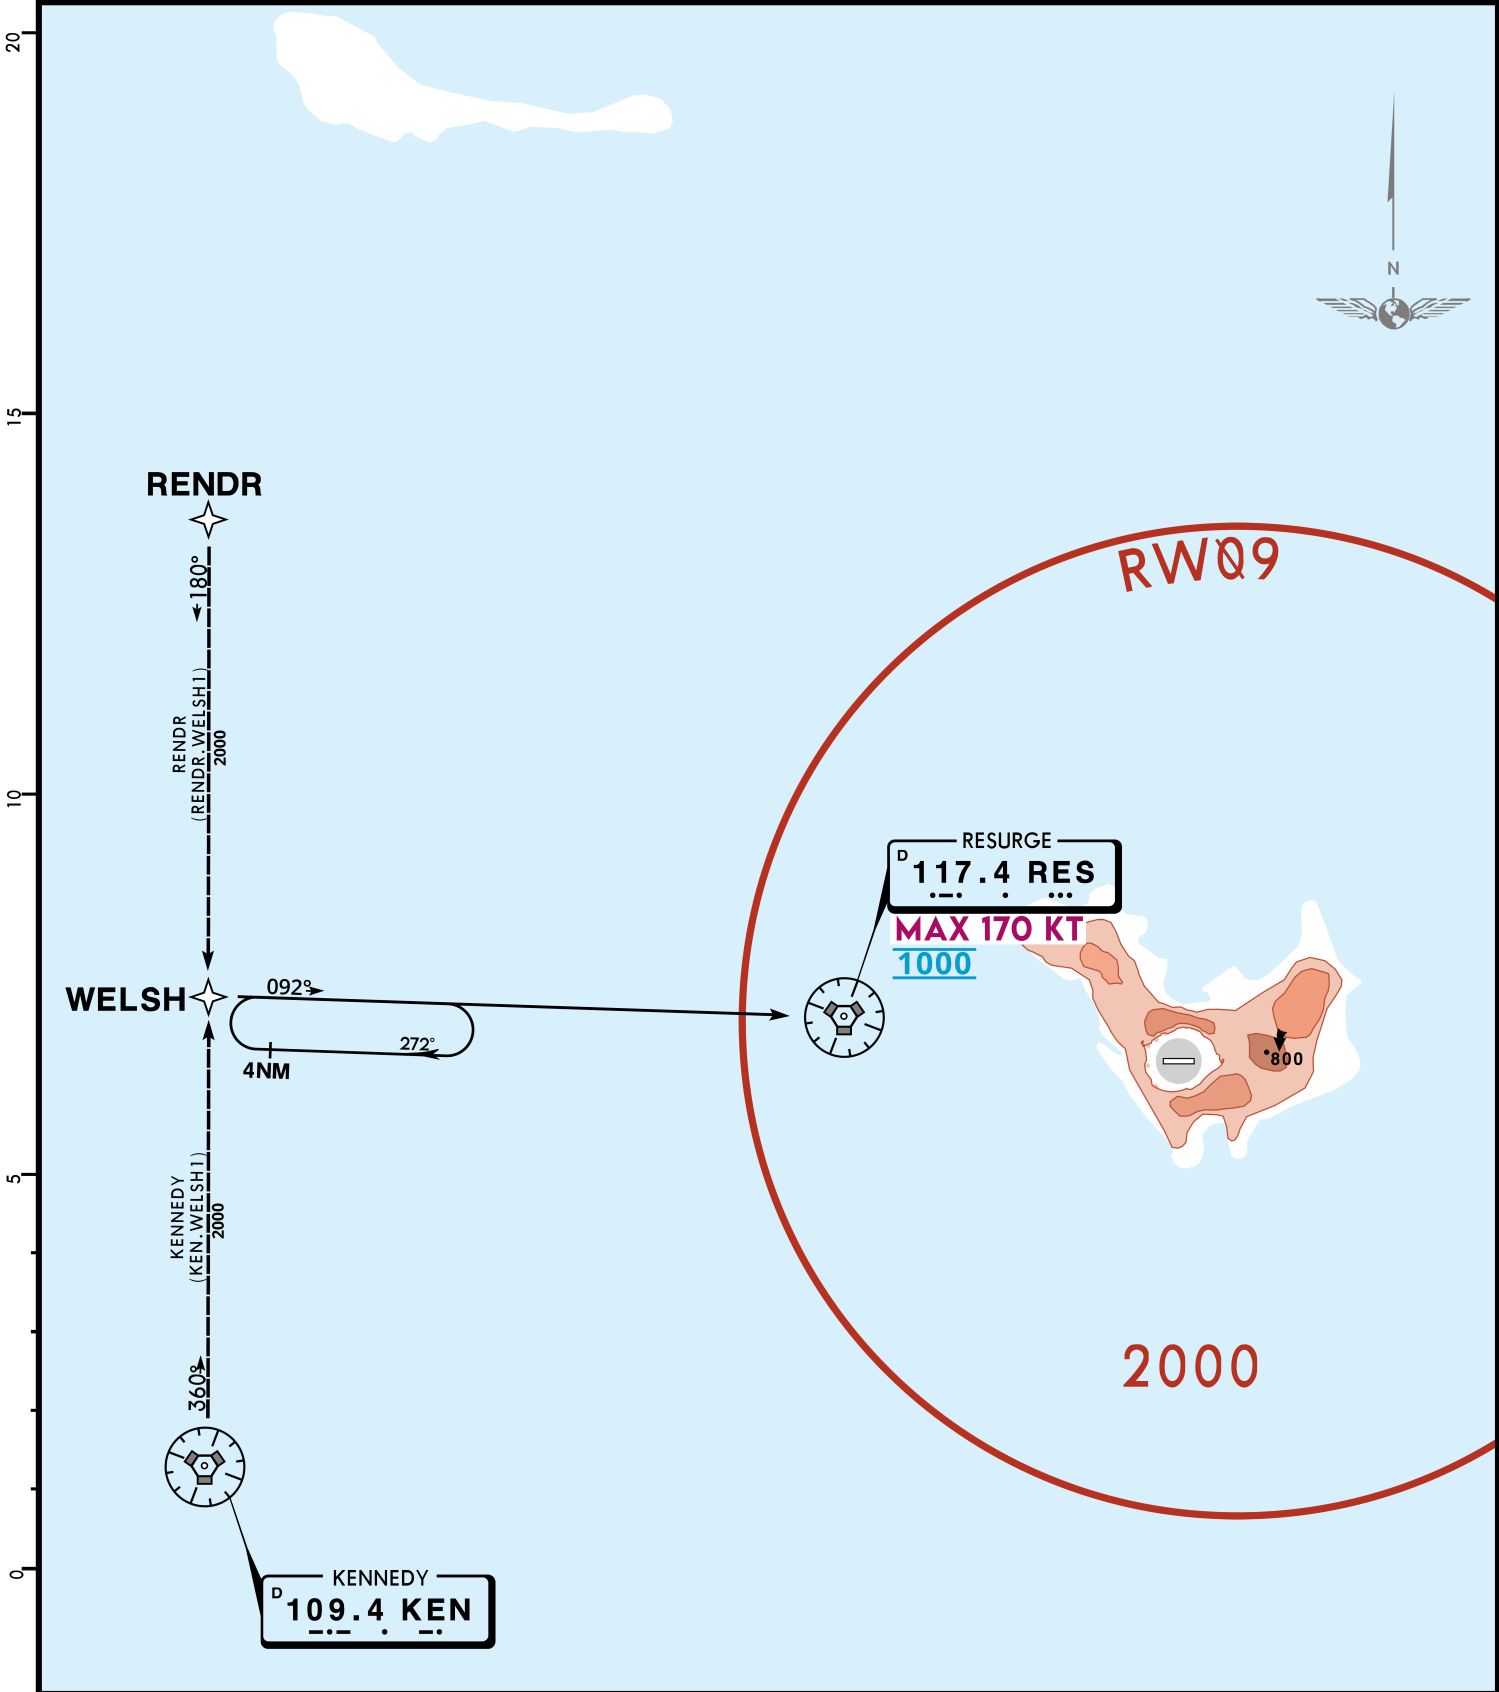 20
15
10
5
0
N
RENDR
180°
RENDR
(RENDR.WELSH1)
2000
RW09
RESURGE
D
117.4 RES
MAX 170 KT
1000
WELSH
092°
272°
4NM
800
KENNEDY
(KEN.WELSH1)
2000
360°
2000
KENNEDY
D
109.4 KEN